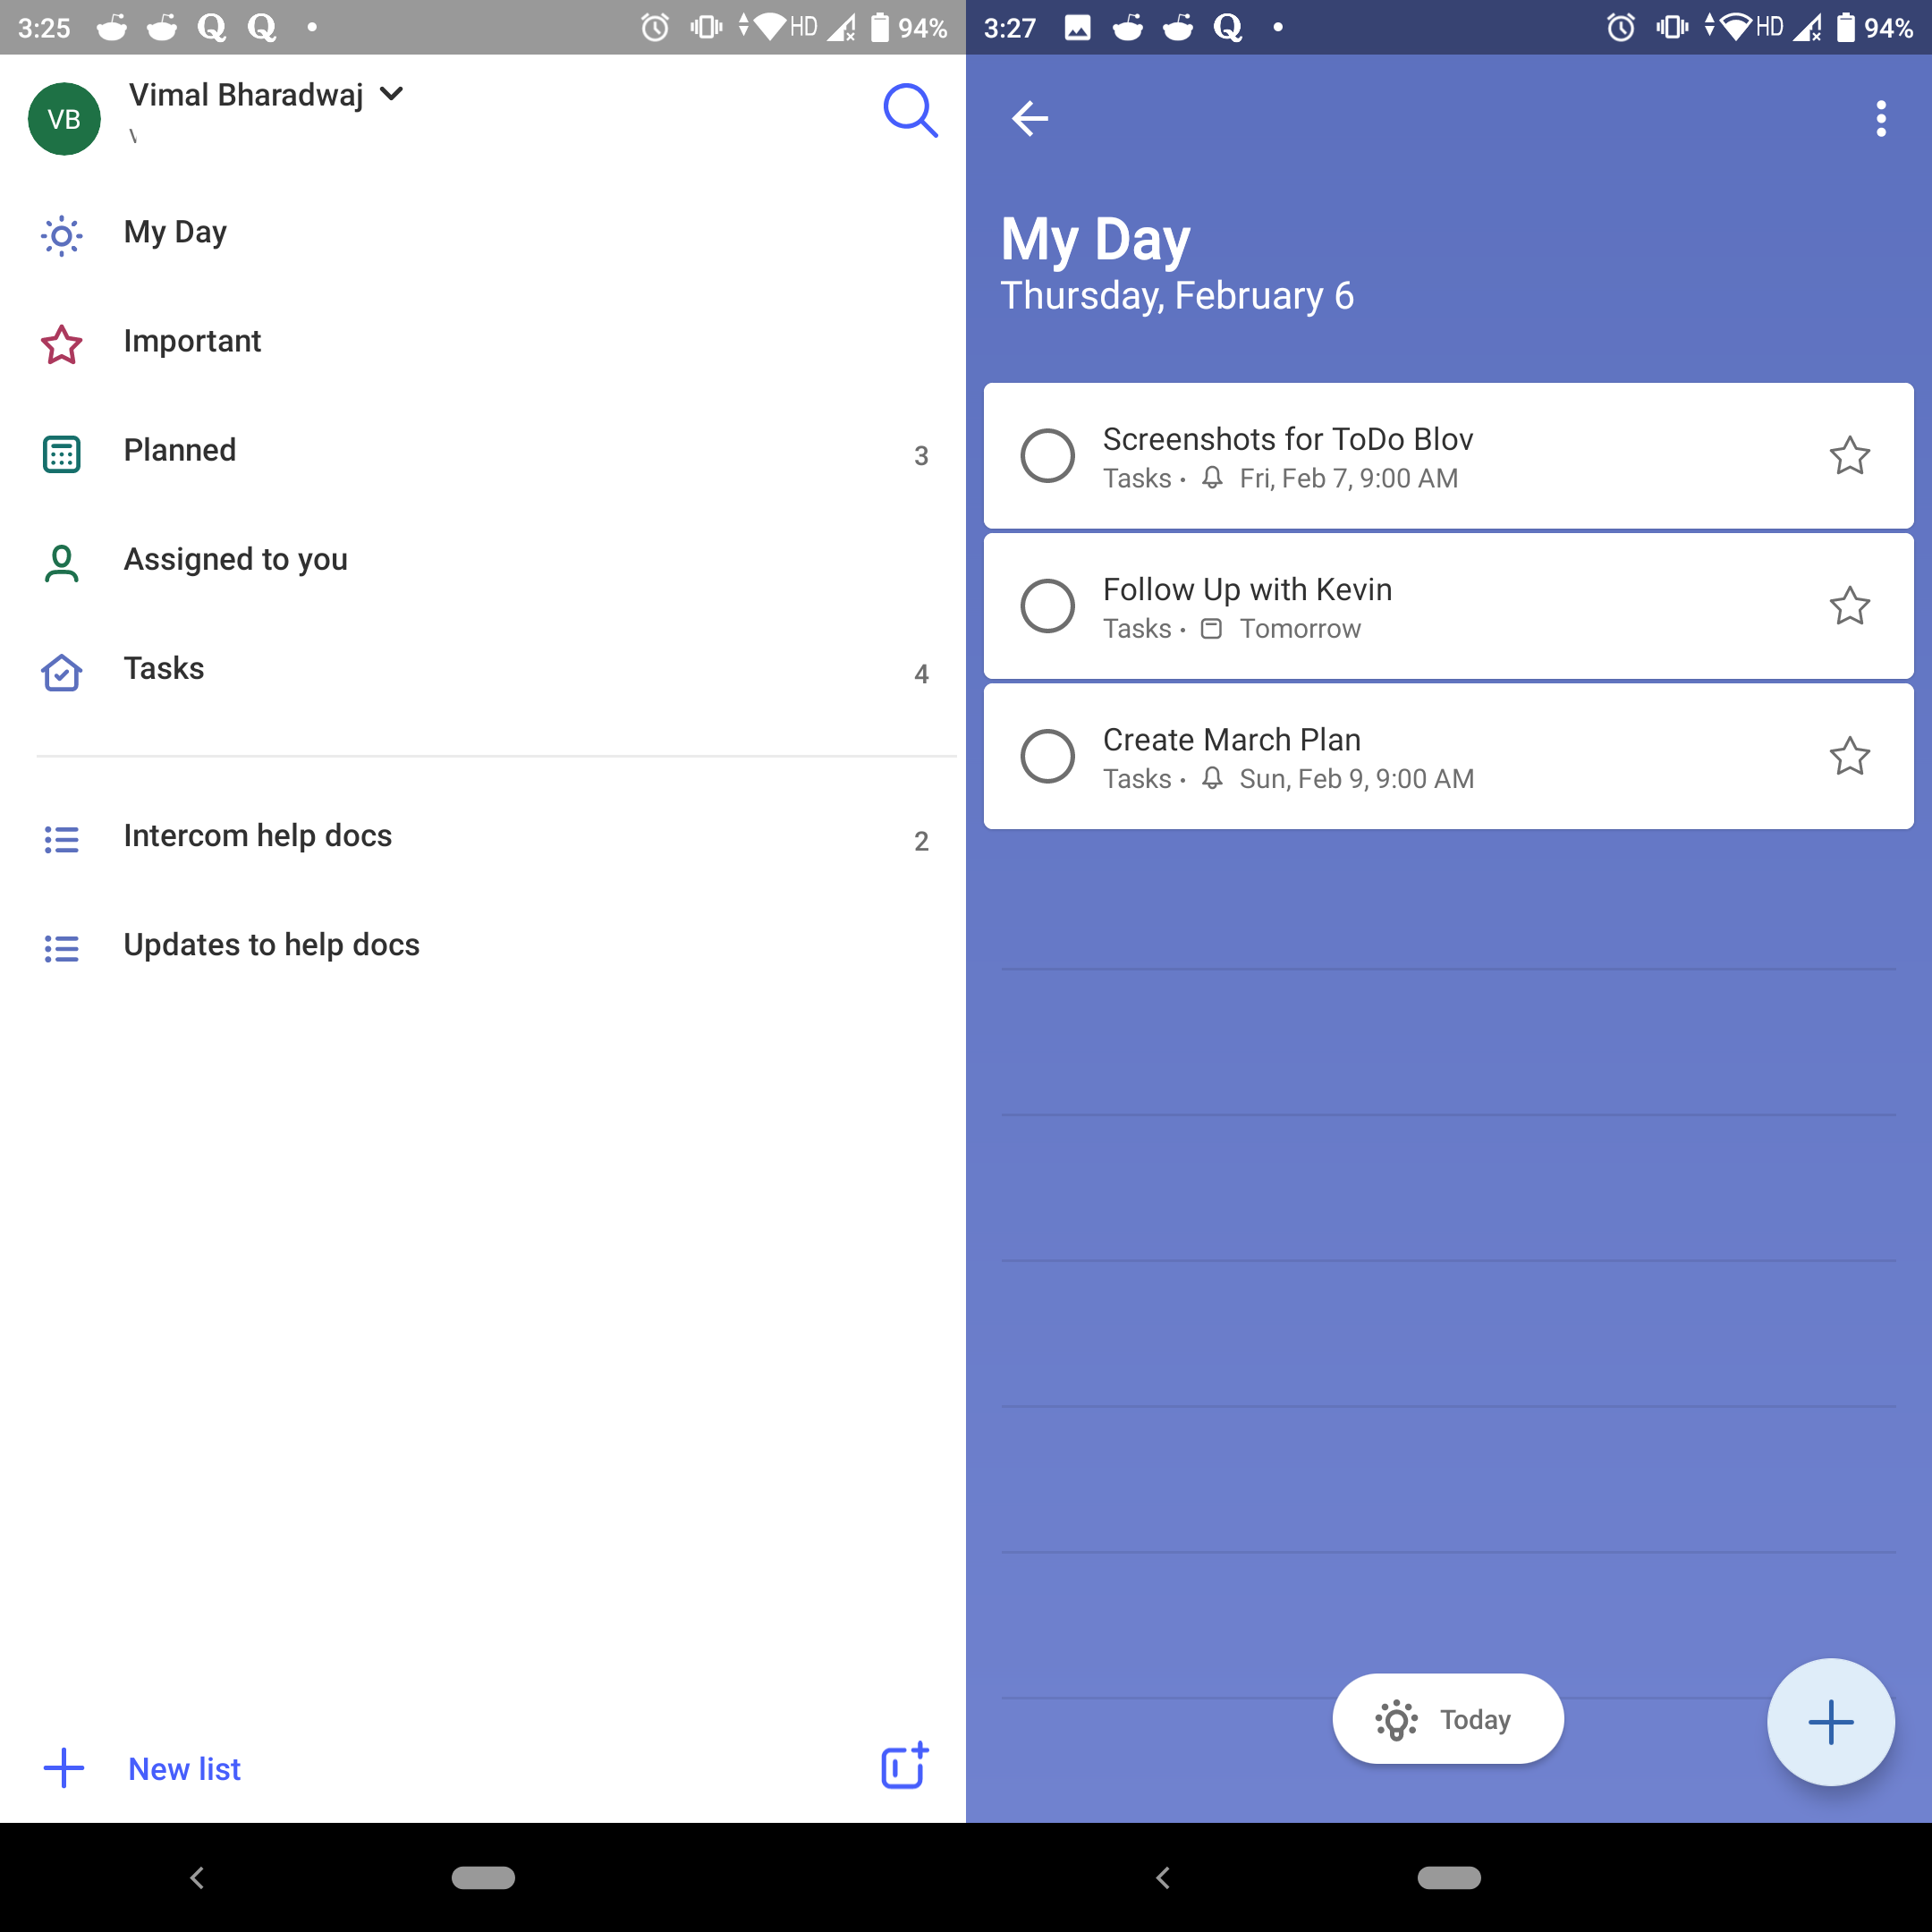 3:25
HD
94%
VB
Vimal Bharadwaj
My Day
Important
Planned
3
Assigned to you
Tasks
4
Intercom help docs
2
Updates to help docs
New list
3:27
HD
94%
My Day
Thursday, February 6
Screenshots for ToDo Blov
Tasks • Fri, Feb 7, 9:00 AM
Follow Up with Kevin
Tasks • Tomorrow
Create March Plan
Tasks • Sun, Feb 9, 9:00 AM
Today